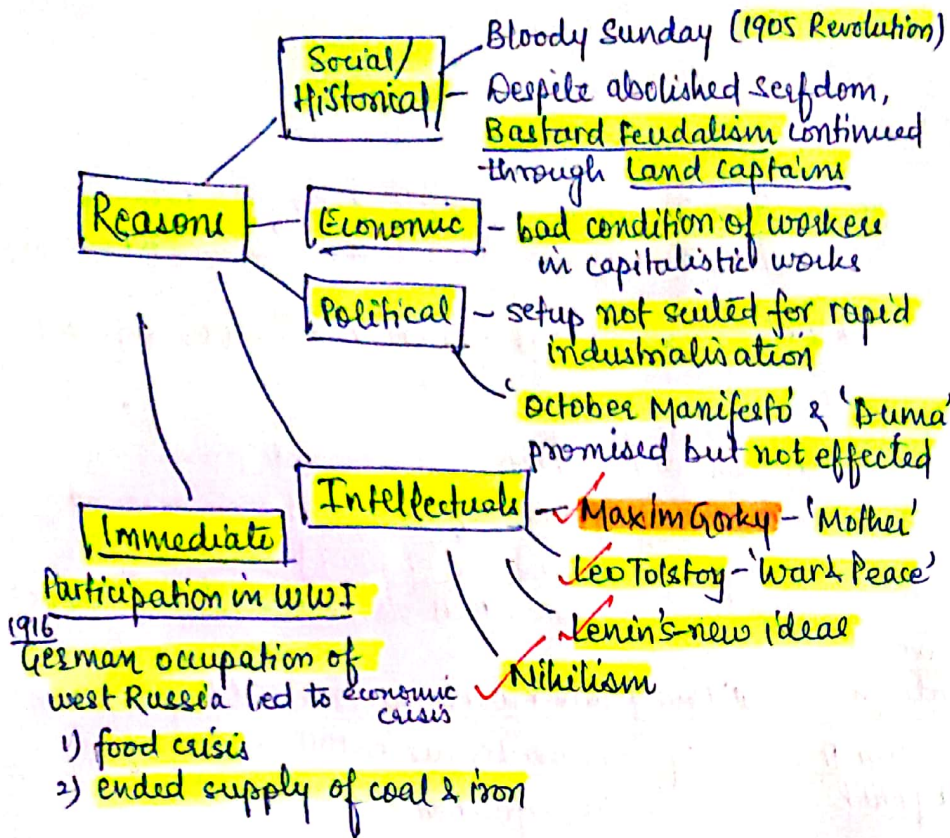 Reasons
Social/
Historical
- Bloody Sunday (1905 Revolution)
- Despite abolished serfdom,
Bastard Feudalism continued
through Land Captains
Economic - bad condition of workers
in capitalistic works
Political - setup not suited for rapid
industrialisation
'October Manifesto' & 'Duma'
promised but not effected
Intellectuals - Maxim Gorky - 'Mother'
Leo Tolstoy - 'War & Peace'
Lenin's - new ideas
Nihilism
Immediate
Participation in WWI
1916
German occupation of
west Russia led to economic
crisis
1) food crisis
2) ended supply of coal & iron